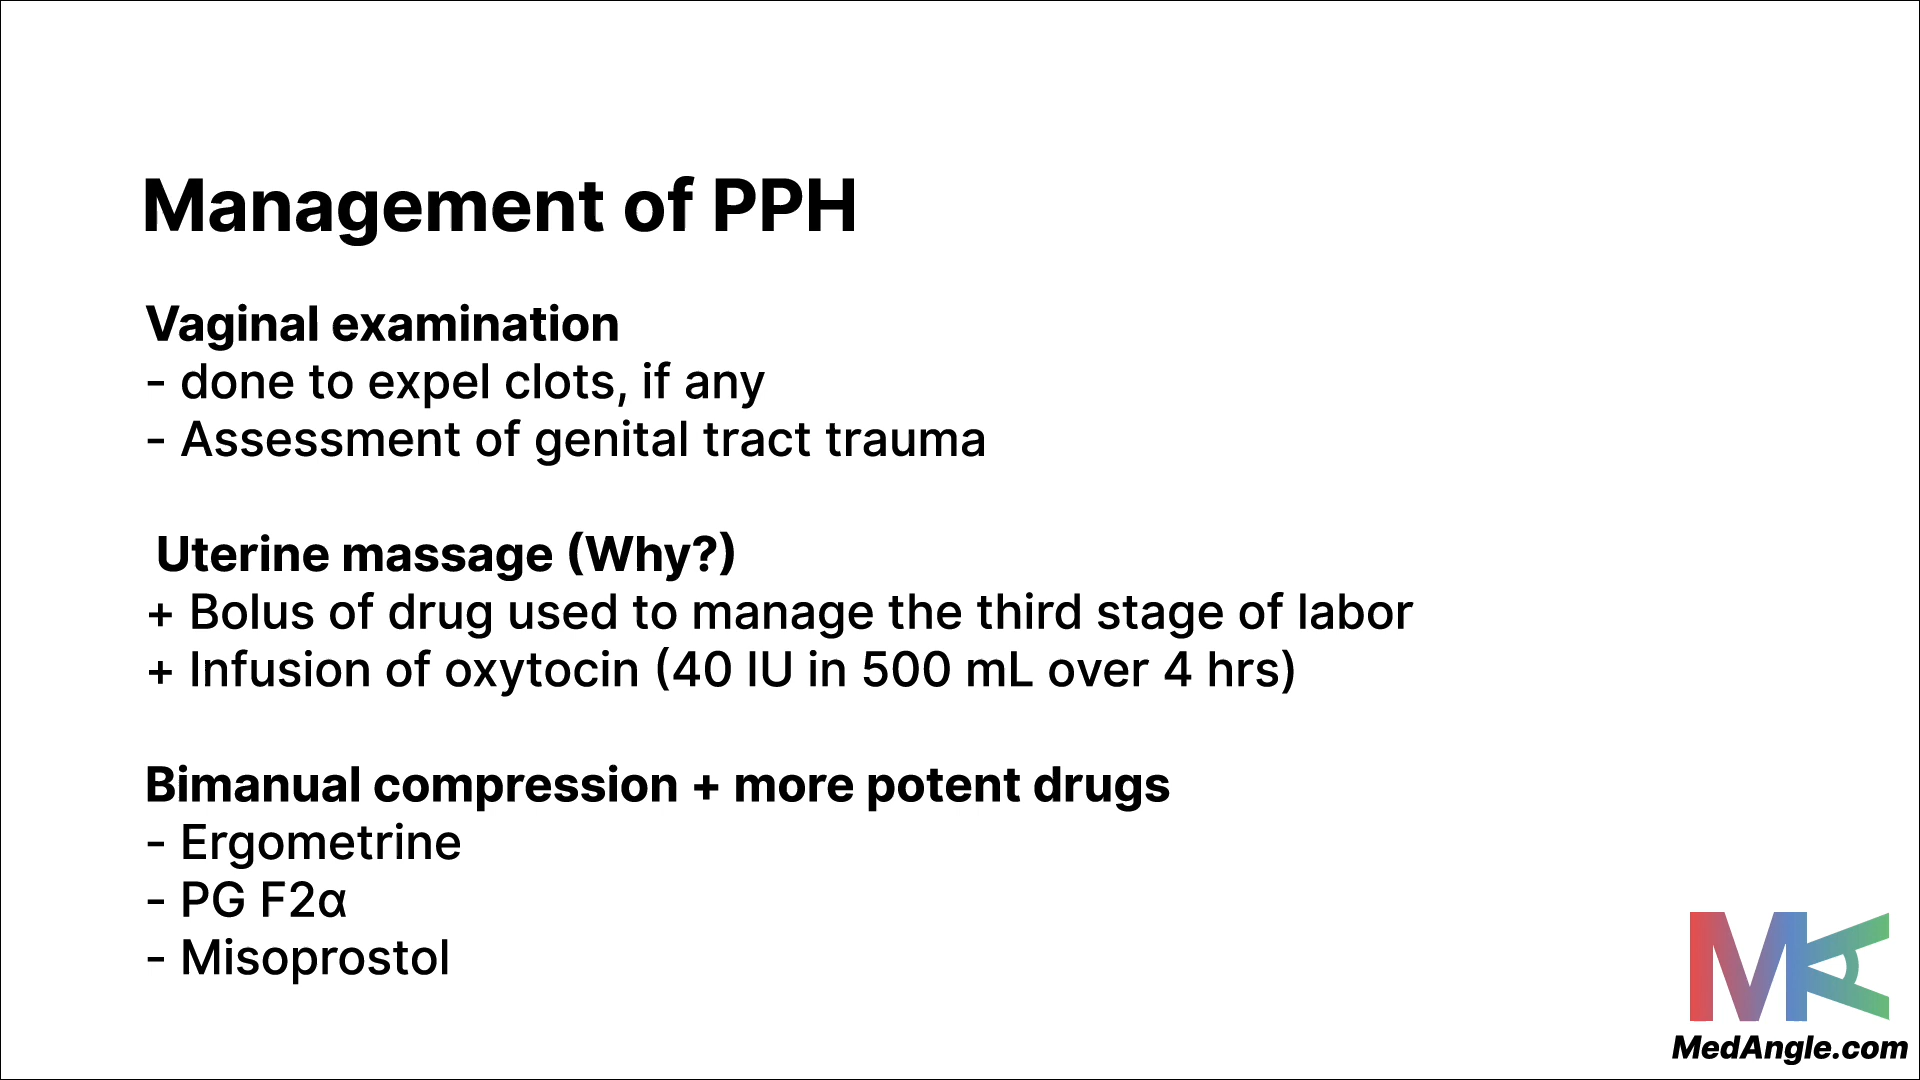 Management of PPH
Vaginal examination
- done to expel clots, if any
- Assessment of genital tract trauma
Uterine massage (Why?)
+ Bolus of drug used to manage the third stage of labor
+ Infusion of oxytocin (40 IU in 500 mL over 4 hrs)
Bimanual compression + more potent drugs
- Ergometrine
- PG F2α
- Misoprostol
MA
MedAngle.com